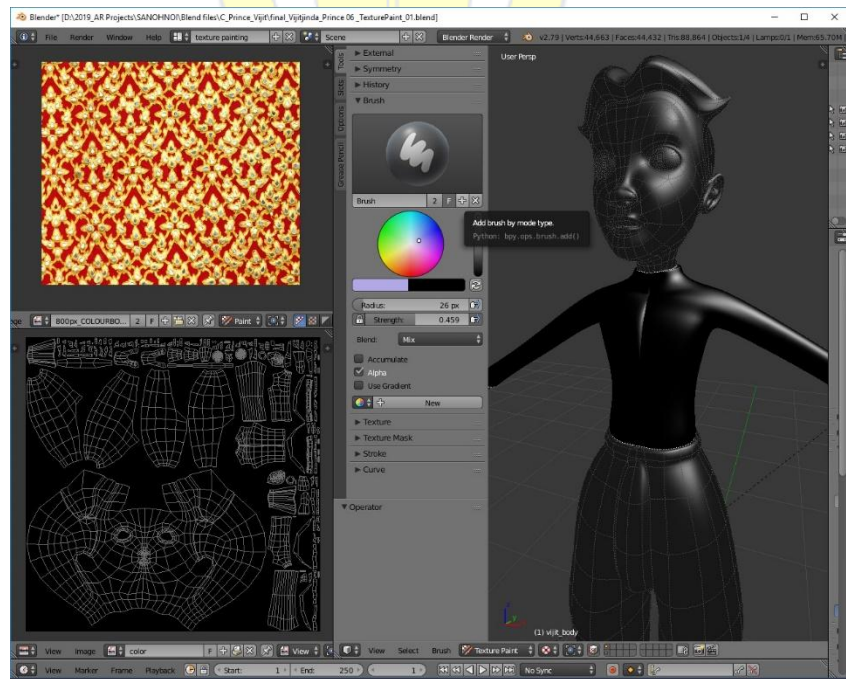 Blender* [D:\2019_AR Projects\SANOHNOI\Blend files\C_Prince_Vijit\final_Vijitjinda_Prince 06 _TexturePaint_01.blend]
File Render Window Help texture painting Scene Blender Render v2.79 | Verts:44,663 | Faces:44,432 | Tris:88,864 | Objects:1/4 | Lamps:0/1 | Mem:65.70M
Tools
Slots
Options
Grease Pencil
External
Symmetry
History
Brush
Brush 2 F
Add brush by mode type.
Python: bpy.ops.brush.add()
Radius: 26 px
Strength: 0.459
Blend: Mix
Accumulate
Alpha
Use Gradient
New
Texture
Texture Mask
Stroke
Curve
Operator
User Persp
(1) vijit_body
800px_COLOURBO... 2 F Paint
View Image color F View
View Select Brush Texture Paint
View Marker Frame Playback Start: 1 End: 250 1 No Sync